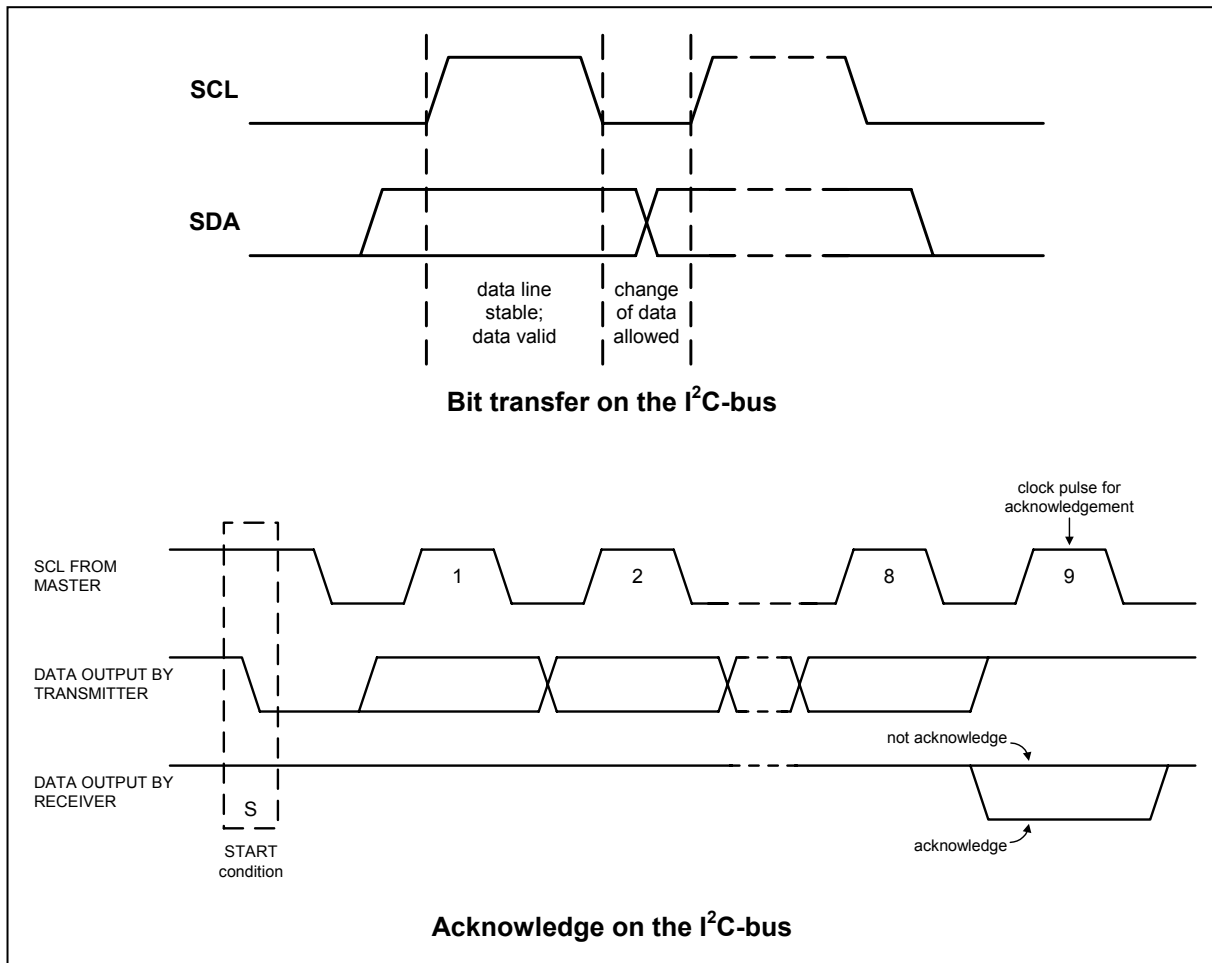 SCL
SDA
data line
stable;
data valid
change
of data
allowed
Bit transfer on the I²C-bus
clock pulse for
acknowledgement
SCL FROM
MASTER
1
2
8
9
DATA OUTPUT BY
TRANSMITTER
not acknowledge
DATA OUTPUT BY
RECEIVER
S
acknowledge
START
condition
Acknowledge on the I²C-bus